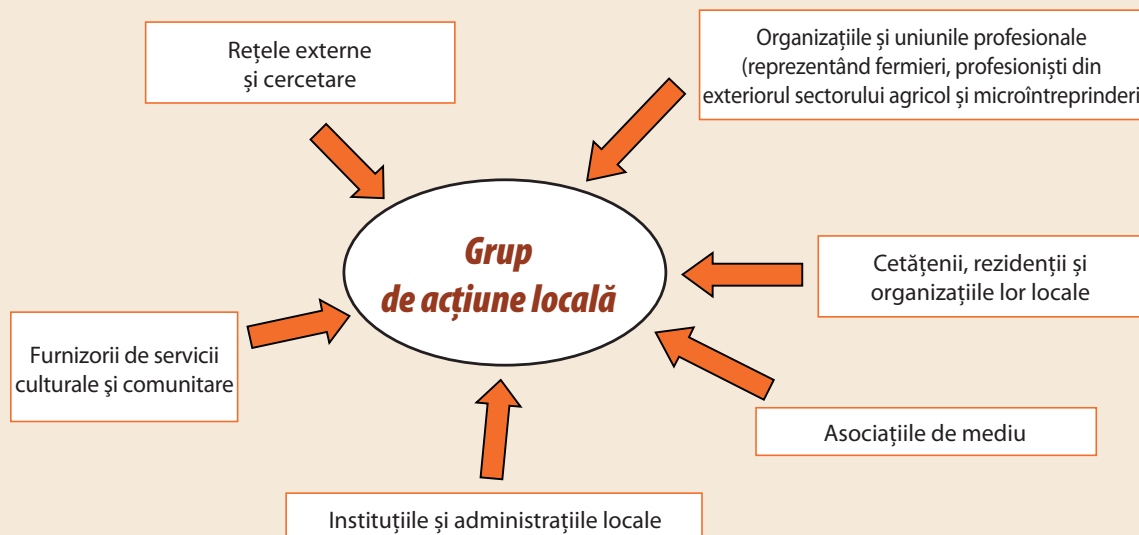 Rețele externe
și cercetare
Organizațiile și uniunile profesionale
(reprezentând fermieri, profesioniști din
exteriorul sectorului agricol și microîntreprinderi
Grup
de acțiune locală
Cetățenii, rezidenții și
organizațiile lor locale
Furnizorii de servicii
culturale şi comunitare
Asociațiile de mediu
Instituțiile și administrațiile locale